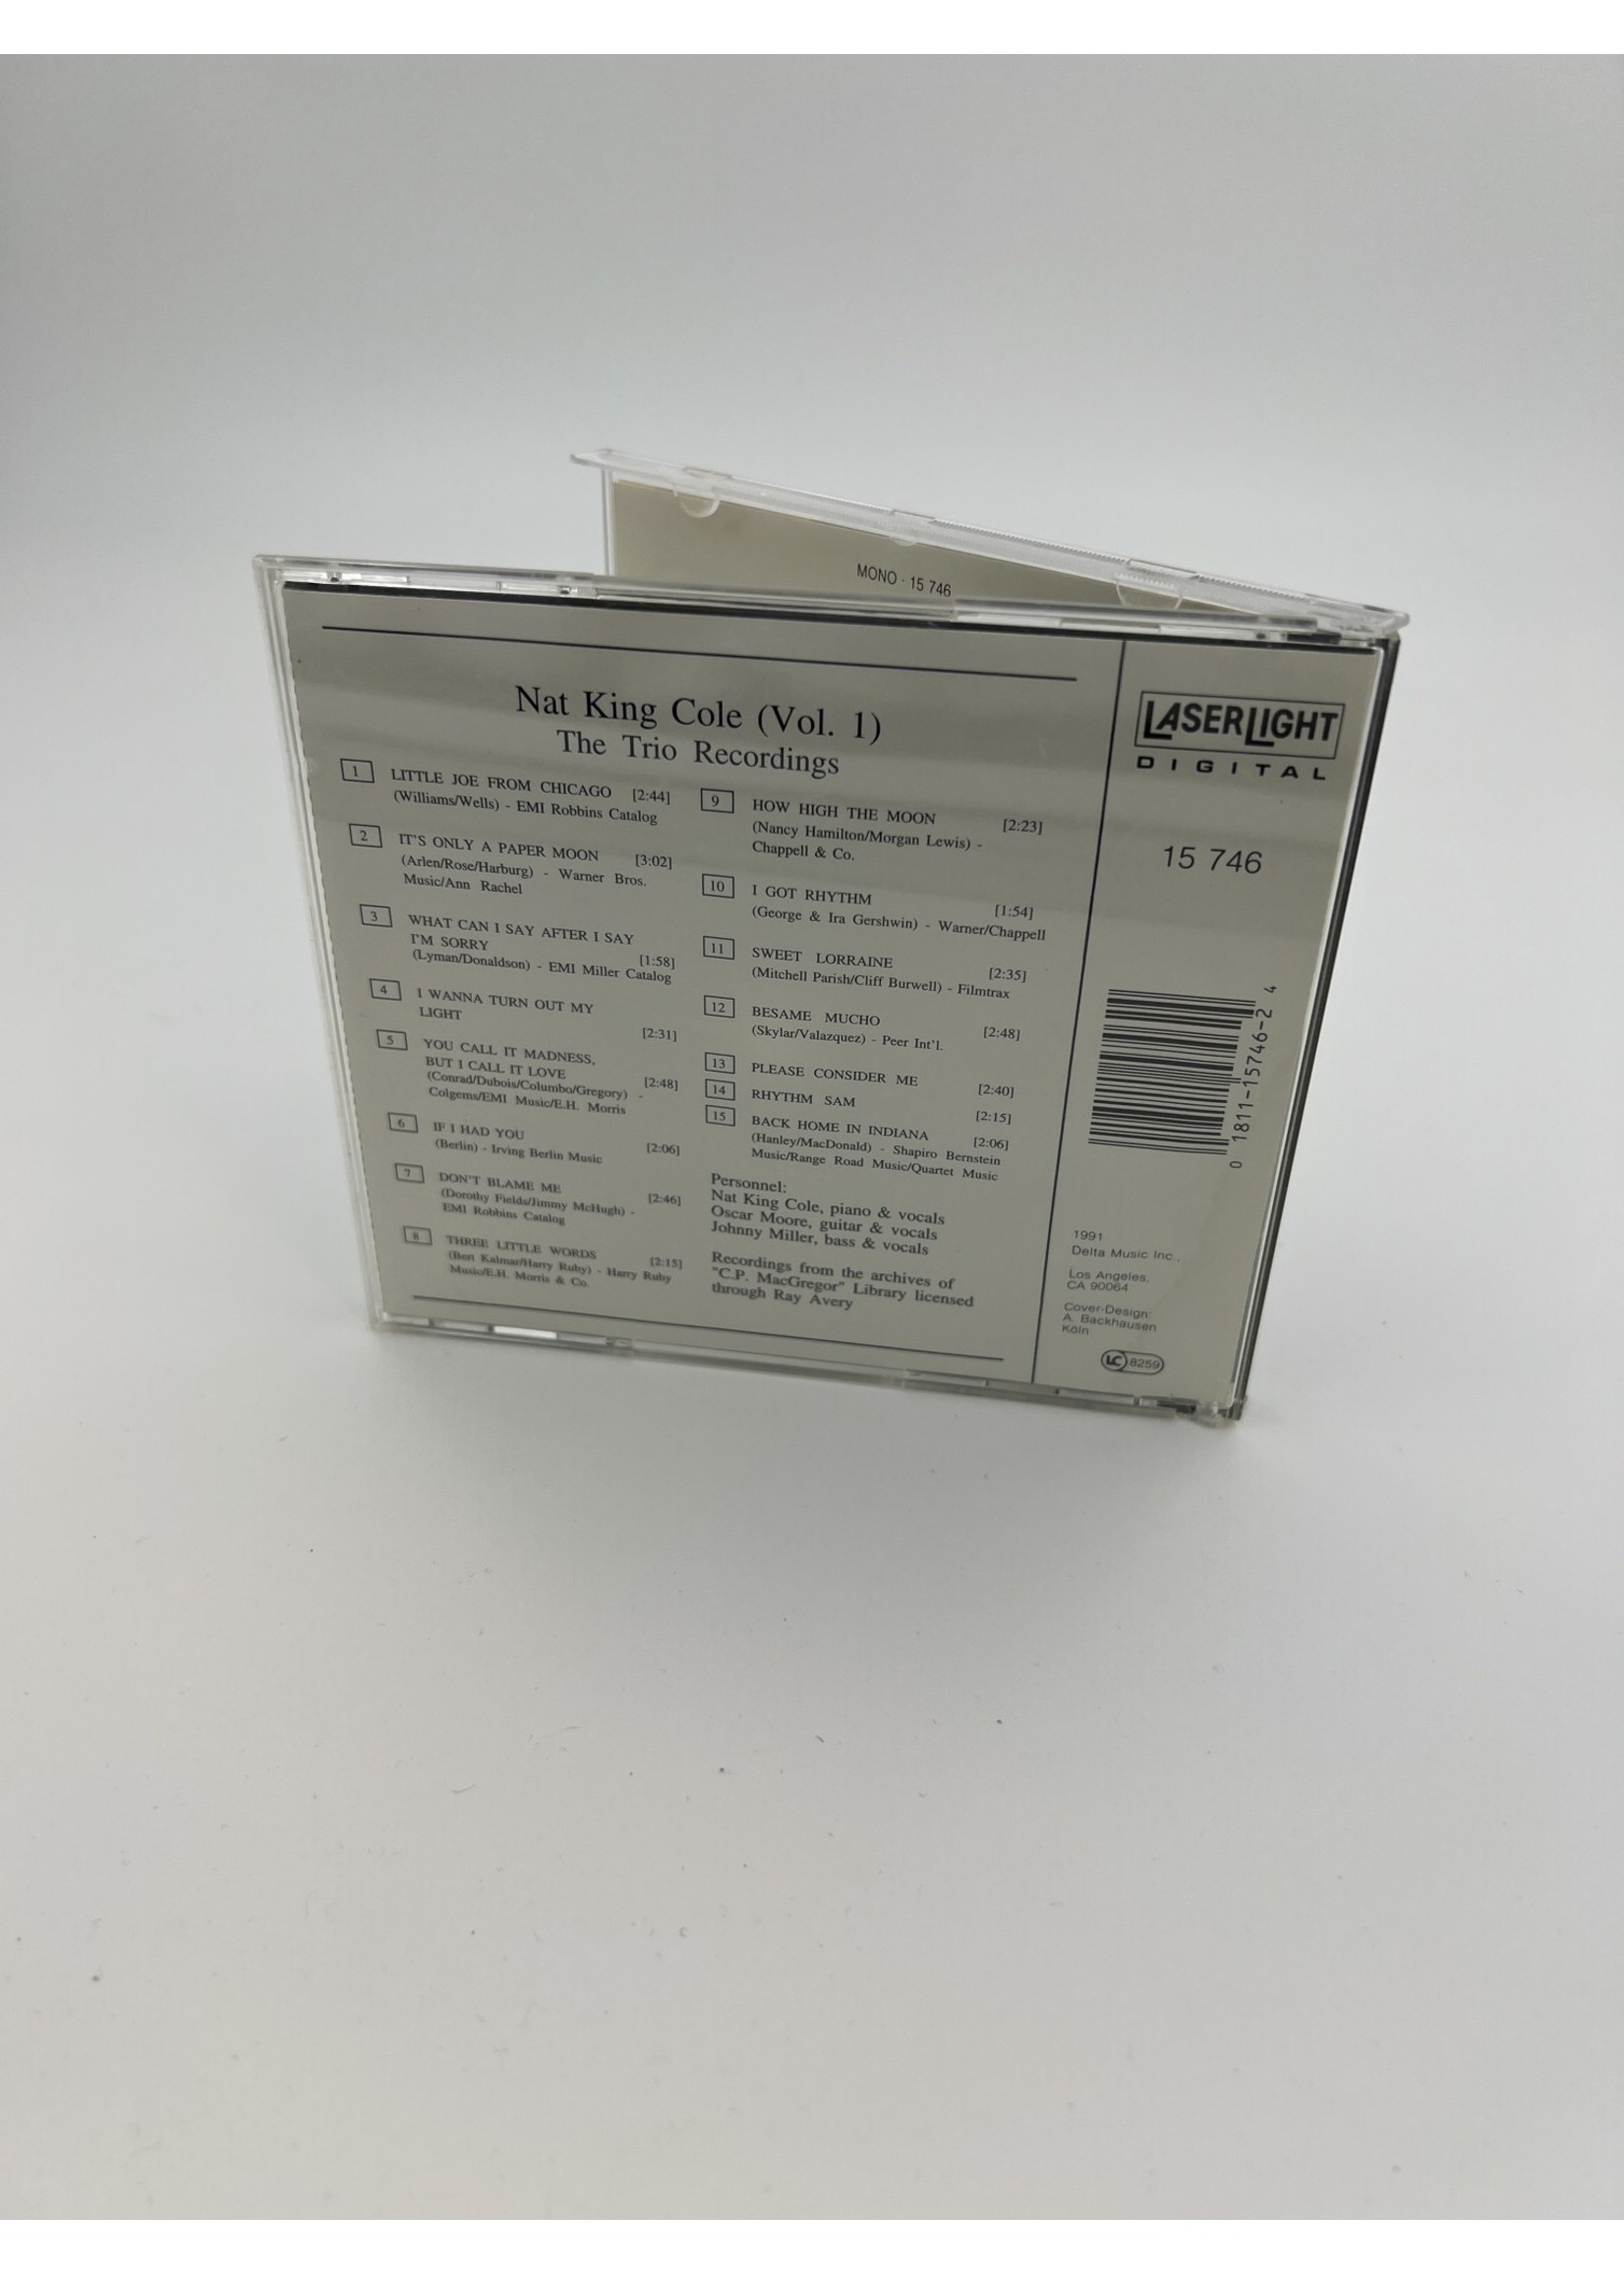 MONO · 15 746
Nat King Cole (Vol. 1)
The Trio Recordings
1 LITTLE JOE FROM CHICAGO [2:44]
(Williams/Wells) - EMI Robbins Catalog
2 IT'S ONLY A PAPER MOON [3:02]
(Arlen/Rose/Harburg) - Warner Bros.
Music/Ann Rachel
3 WHAT CAN I SAY AFTER I SAY
I'M SORRY [1:58]
(Lyman/Donaldson) - EMI Miller Catalog
4 I WANNA TURN OUT MY
LIGHT [2:31]
5 YOU CALL IT MADNESS,
BUT I CALL IT LOVE [2:48]
(Conrad/Dubois/Columbo/Gregory) -
Colgems/EMI Music/E.H. Morris
6 IF I HAD YOU [2:06]
(Berlin) - Irving Berlin Music
7 DON'T BLAME ME [2:46]
(Dorothy Fields/Jimmy McHugh) -
EMI Robbins Catalog
8 THREE LITTLE WORDS [2:15]
(Bert Kalmar/Harry Ruby) - Harry Ruby
Music/E.H. Morris & Co.
9 HOW HIGH THE MOON [2:23]
(Nancy Hamilton/Morgan Lewis) -
Chappell & Co.
10 I GOT RHYTHM [1:54]
(George & Ira Gershwin) - Warner/Chappell
11 SWEET LORRAINE [2:35]
(Mitchell Parish/Cliff Burwell) - Filmtrax
12 BESAME MUCHO [2:48]
(Skylar/Valazquez) - Peer Int'l.
13 PLEASE CONSIDER ME [2:40]
14 RHYTHM SAM [2:15]
15 BACK HOME IN INDIANA [2:06]
(Hanley/MacDonald) - Shapiro Bernstein
Music/Range Road Music/Quartet Music
Personnel:
Nat King Cole, piano & vocals
Oscar Moore, guitar & vocals
Johnny Miller, bass & vocals
Recordings from the archives of
"C.P. MacGregor" Library licensed
through Ray Avery
LASERLIGHT
DIGITAL
15 746
0 1811-15746-2 4
1991
Delta Music Inc.,
Los Angeles,
CA 90064
Cover-Design:
A. Backhausen
Köln
LC 8259